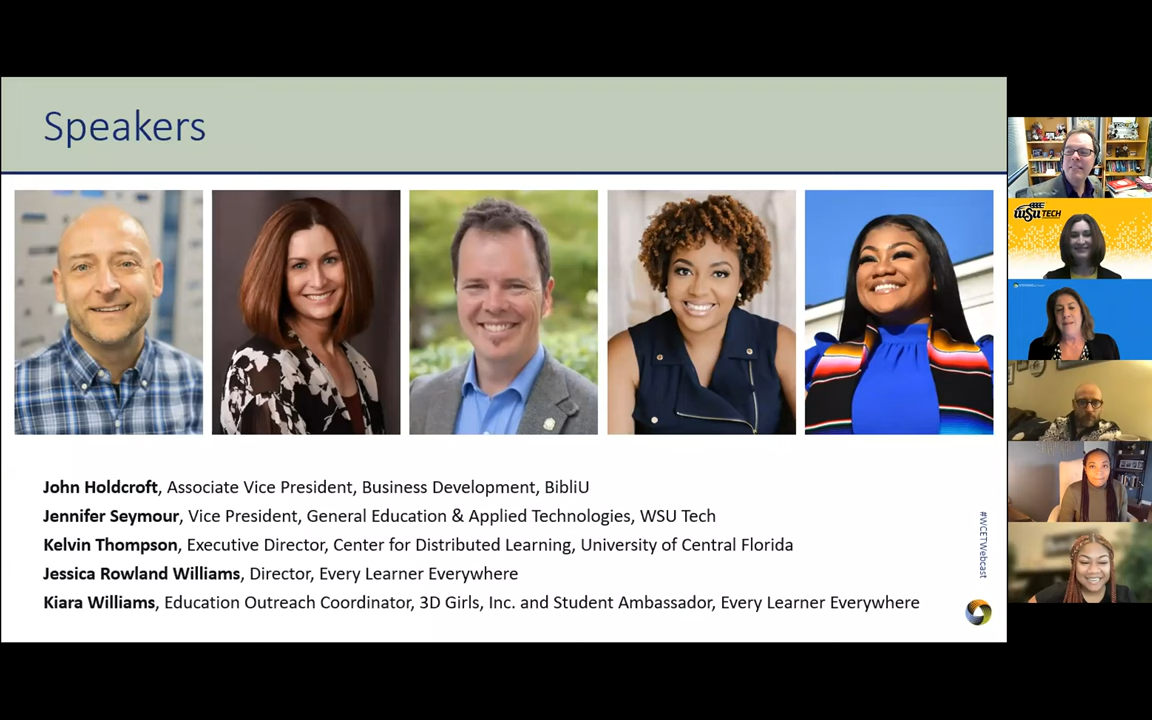 Speakers
John Holdcroft, Associate Vice President, Business Development, BibliU
Jennifer Seymour, Vice President, General Education & Applied Technologies, WSU Tech
Kelvin Thompson, Executive Director, Center for Distributed Learning, University of Central Florida
Jessica Rowland Williams, Director, Every Learner Everywhere
Kiara Williams, Education Outreach Coordinator, 3D Girls, Inc. and Student Ambassador, Every Learner Everywhere
#WCETWebcast
WSU TECH